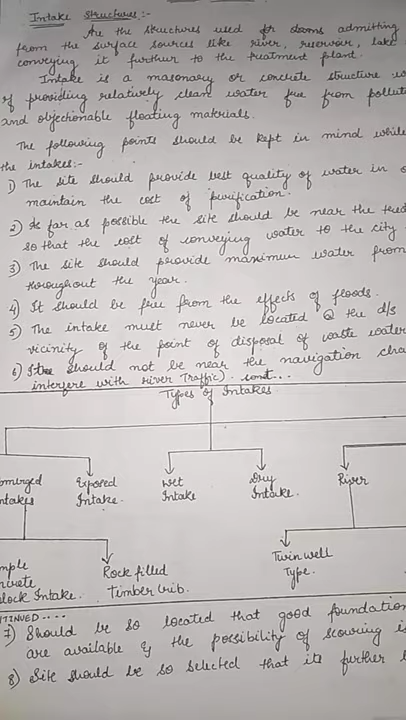 Intake Structures:-
Are the structures used for admitting
from the surface sources like river, reservoir, lake
conveying it further to the treatment plant.
Intake is a masonary or concrete structure
of providing relatively clean water free from pollut
and objectionable floating materials.
The following points should be kept in mind while
the intakes:-
1) The site should provide best quality of water in
maintain the cost of purification.
2) As far as possible the site should be near the
so that the cost of conveying water to the city
3) The site should provide maximum water from
throughout the year.
4) It should be free from the effects of floods.
5) The intake must never be located @ the d/s
vicinity of the point of disposal of waste water
6) It should not be near the navigation cha
interfere with river traffic). cont...
Types of Intakes
omerged Exposed Wet Dry River
ntakes Intake. Intake Intake.
mple Rock filled Twin well
ncrete Timber crib. Type.
lock Intake.
TINUED....
7) Should be so located that good foundation
are available & the possibility of scouring is
8) Site should be so selected that its further